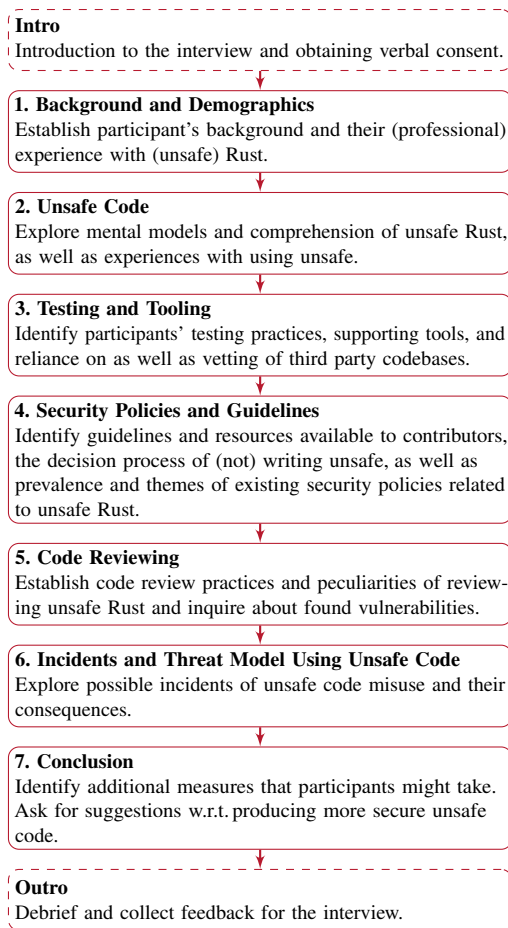 Intro
Introduction to the interview and obtaining verbal consent.
1. Background and Demographics
Establish participant's background and their (professional)
experience with (unsafe) Rust.
2. Unsafe Code
Explore mental models and comprehension of unsafe Rust,
as well as experiences with using unsafe.
3. Testing and Tooling
Identify participants' testing practices, supporting tools, and
reliance on as well as vetting of third party codebases.
4. Security Policies and Guidelines
Identify guidelines and resources available to contributors,
the decision process of (not) writing unsafe, as well as
prevalence and themes of existing security policies related
to unsafe Rust.
5. Code Reviewing
Establish code review practices and peculiarities of review-
ing unsafe Rust and inquire about found vulnerabilities.
6. Incidents and Threat Model Using Unsafe Code
Explore possible incidents of unsafe code misuse and their
consequences.
7. Conclusion
Identify additional measures that participants might take.
Ask for suggestions w.r.t. producing more secure unsafe
code.
Outro
Debrief and collect feedback for the interview.